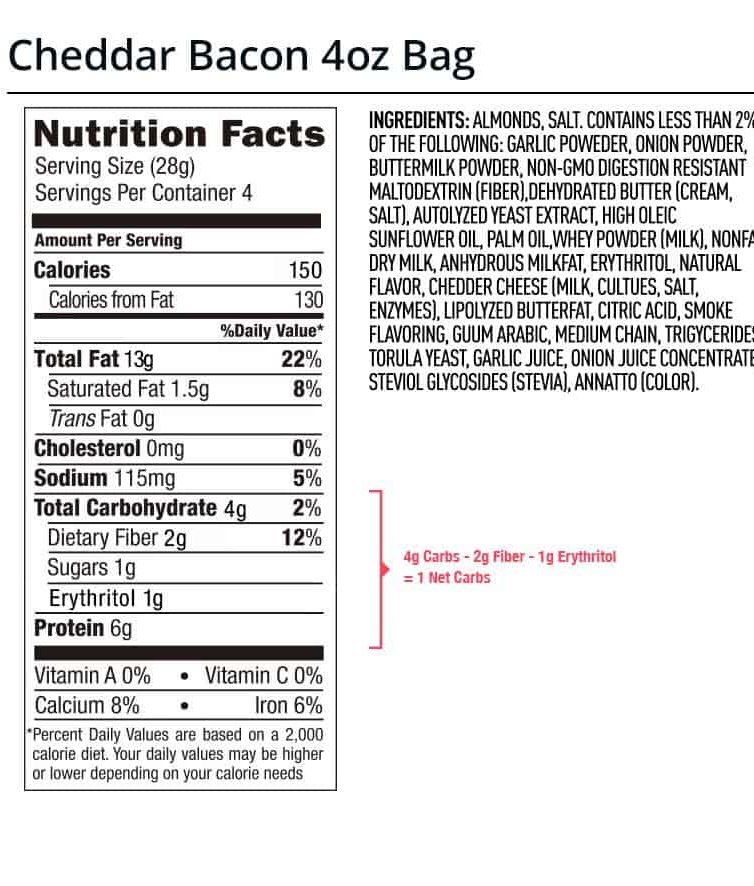 Cheddar Bacon 4oz Bag
Nutrition Facts
Serving Size (28g)
Servings Per Container 4
Amount Per Serving
Calories 150
Calories from Fat 130
%Daily Value*
Total Fat 13g 22%
Saturated Fat 1.5g 8%
Trans Fat 0g
Cholesterol 0mg 0%
Sodium 115mg 5%
Total Carbohydrate 4g 2%
Dietary Fiber 2g 12%
Sugars 1g
Erythritol 1g
Protein 6g
Vitamin A 0% • Vitamin C 0%
Calcium 8% • Iron 6%
*Percent Daily Values are based on a 2,000
calorie diet. Your daily values may be higher
or lower depending on your calorie needs
INGREDIENTS: ALMONDS, SALT. CONTAINS LESS THAN 2%
OF THE FOLLOWING: GARLIC POWEDER, ONION POWDER,
BUTTERMILK POWDER, NON-GMO DIGESTION RESISTANT
MALTODEXTRIN (FIBER),DEHYDRATED BUTTER (CREAM,
SALT), AUTOLYZED YEAST EXTRACT, HIGH OLEIC
SUNFLOWER OIL, PALM OIL,WHEY POWDER (MILK), NONFA
DRY MILK, ANHYDROUS MILKFAT, ERYTHRITOL, NATURAL
FLAVOR, CHEDDER CHEESE (MILK, CULTUES, SALT,
ENZYMES), LIPOLYZED BUTTERFAT, CITRIC ACID, SMOKE
FLAVORING, GUUM ARABIC, MEDIUM CHAIN, TRIGYCERIDES
TORULA YEAST, GARLIC JUICE, ONION JUICE CONCENTRATE
STEVIOL GLYCOSIDES (STEVIA), ANNATTO (COLOR).
4g Carbs - 2g Fiber - 1g Erythritol
= 1 Net Carbs